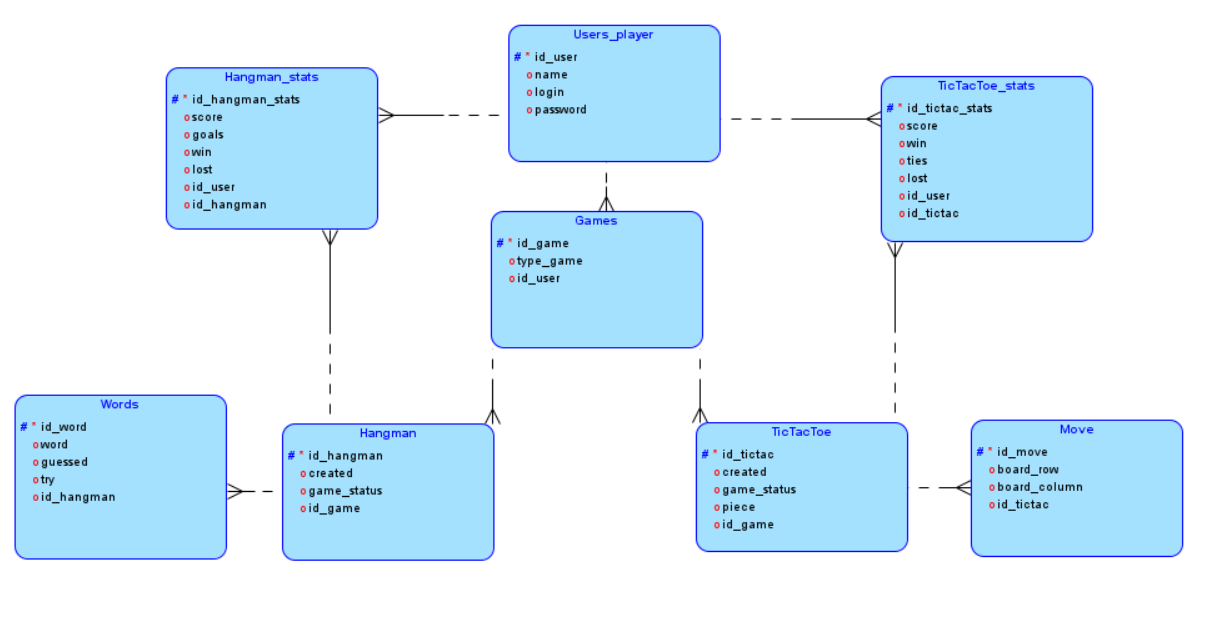 Users_player
# * id_user
o name
o login
o password
Hangman_stats
# * id_hangman_stats
o score
o goals
o win
o lost
o id_user
o id_hangman
TicTacToe_stats
# * id_tictac_stats
o score
o win
o ties
o lost
o id_user
o id_tictac
Games
# * id_game
o type_game
o id_user
Words
# * id_word
o word
o guessed
o try
o id_hangman
Hangman
# * id_hangman
o created
o game_status
o id_game
TicTacToe
# * id_tictac
o created
o game_status
o piece
o id_game
Move
# * id_move
o board_row
o board_column
o id_tictac